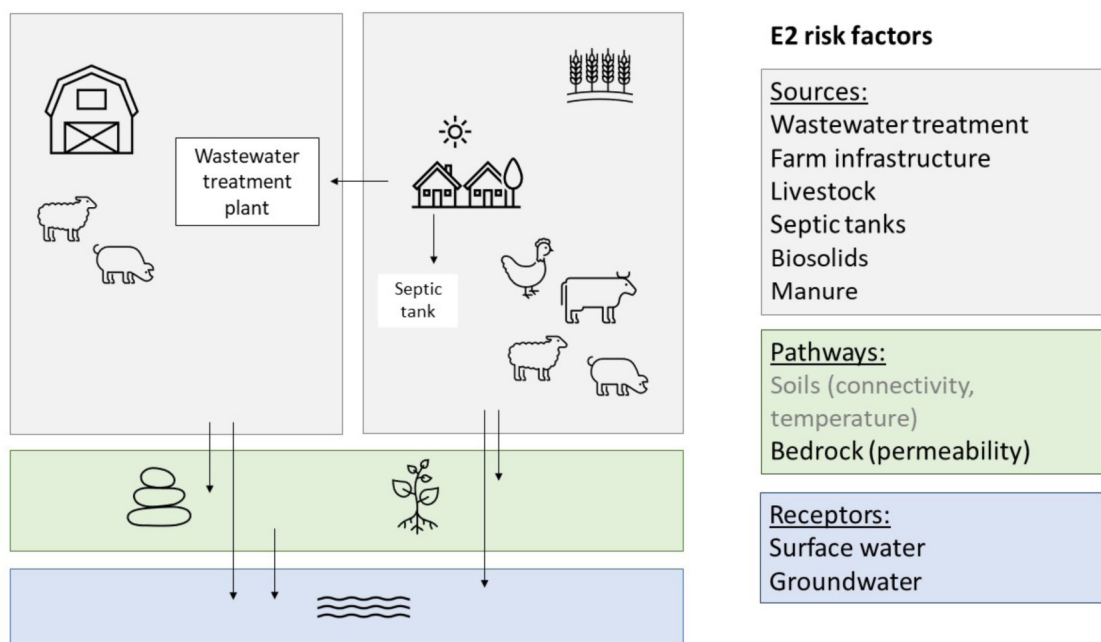 Wastewater
treatment
plant
Septic
tank
E2 risk factors
Sources:
Wastewater treatment
Farm infrastructure
Livestock
Septic tanks
Biosolids
Manure
Pathways:
Soils (connectivity,
temperature)
Bedrock (permeability)
Receptors:
Surface water
Groundwater